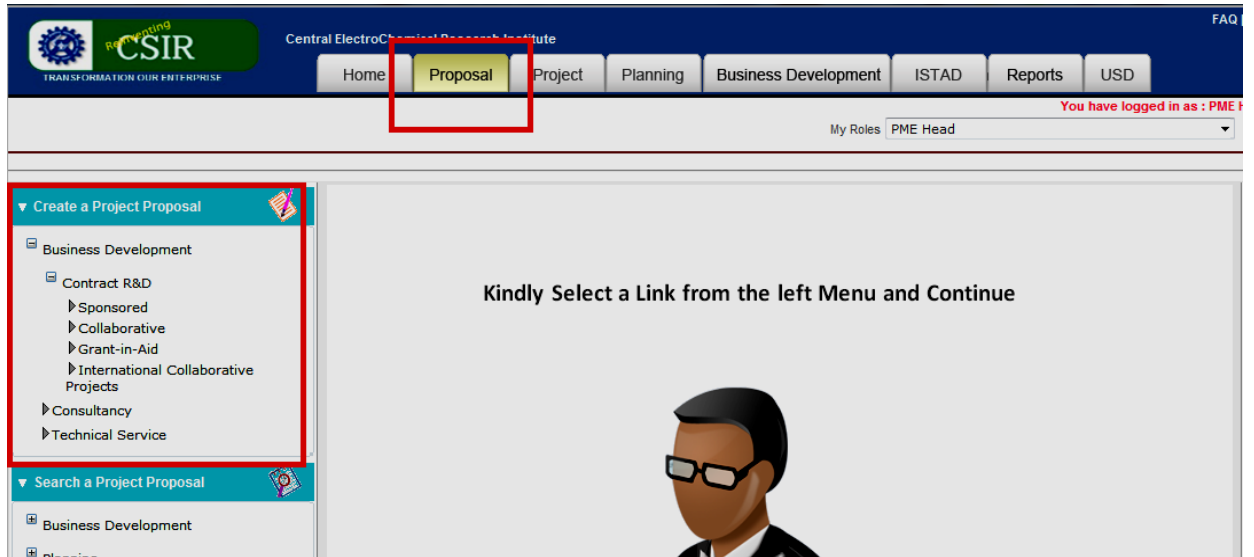 FAQ |
Reinventing
CSIR
TRANSFORMATION OUR ENTERPRISE
Central ElectroChemical Research Institute
Home Proposal Project Planning Business Development ISTAD Reports USD
You have logged in as : PME H
My Roles PME Head
Create a Project Proposal
Business Development
Contract R&D
Sponsored
Collaborative
Grant-in-Aid
International Collaborative
Projects
Consultancy
Technical Service
Search a Project Proposal
Business Development
Planning
Kindly Select a Link from the left Menu and Continue